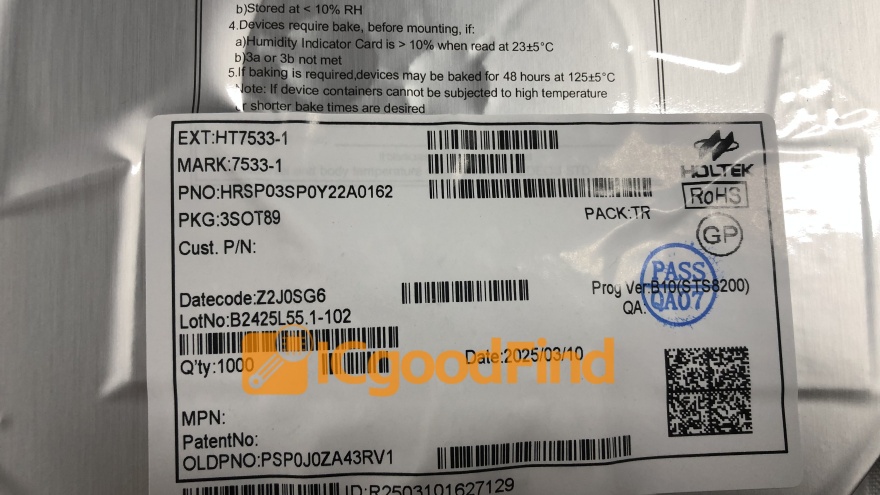 b)Stored at < 10% RH
4.Devices require bake, before mounting, if:
a)Humidity Indicator Card is > 10% when read at 23±5°C
b)3a or 3b not met
5.If baking is required,devices may be baked for 48 hours at 125±5°C
Note: If device containers cannot be subjected to high temperature
or shorter bake times are desired
EXT:HT7533-1
MARK:7533-1
HOLTEK
PNO:HRSP03SP0Y22A0162
RoHS
PKG:3SOT89
PACK:TR
GP
Cust. P/N:
PASS
QA07
Datecode:Z2J0SG6
Prog Ver:B10(STS8200)
QA:
LotNo:B2425L55.1-102
Q'ty:1000
Date:2025/03/10
ICgoodFind
MPN:
PatentNo:
OLDPNO:PSP0J0ZA43RV1
ID:R2503101627129